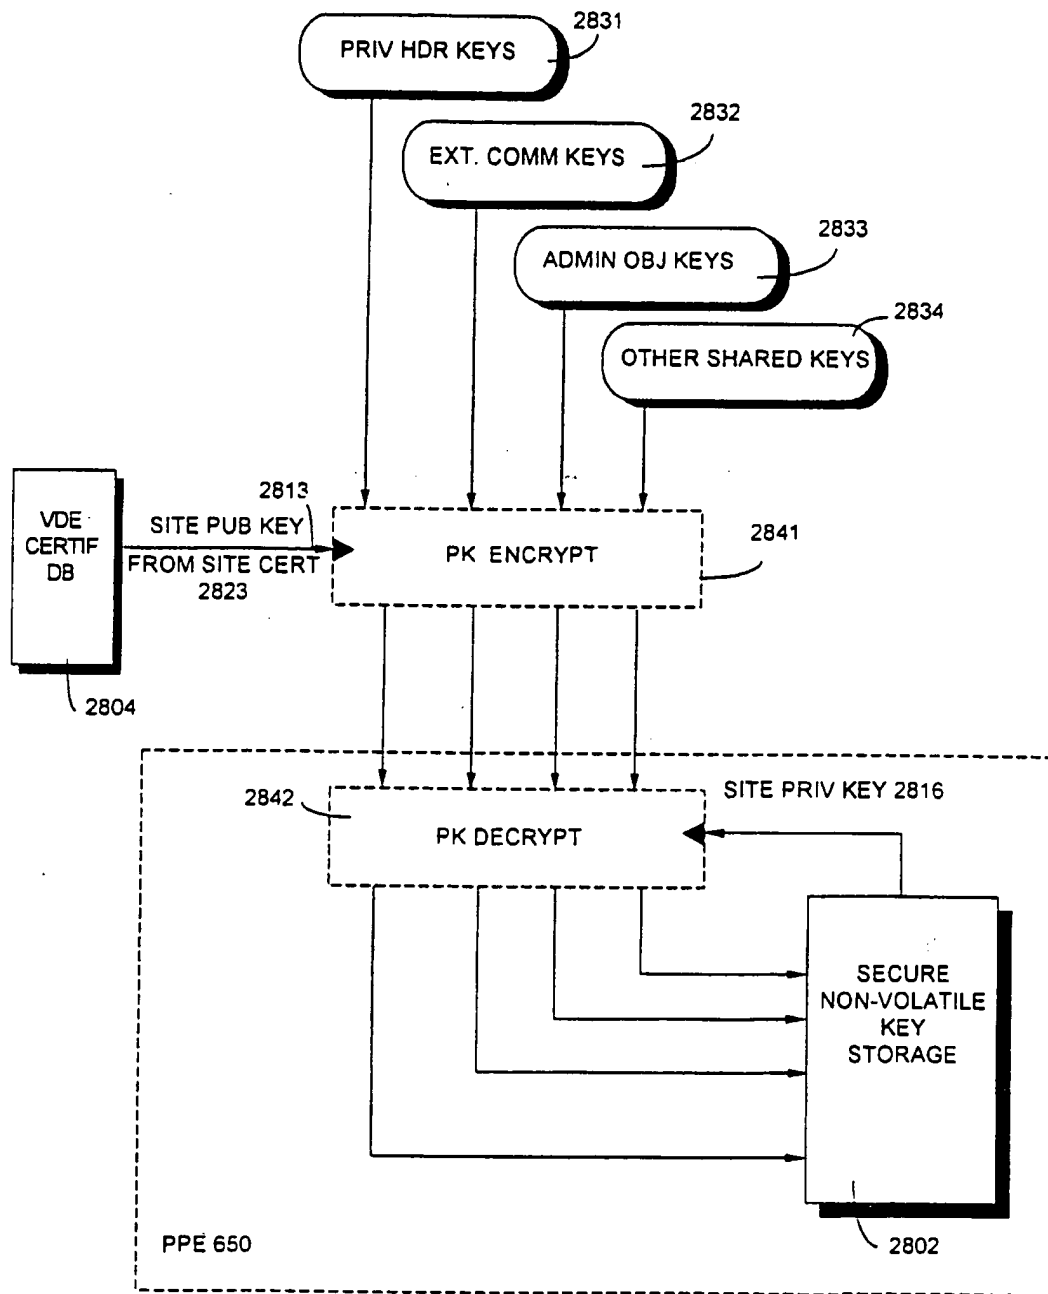 2831
PRIV HDR KEYS
2832
EXT. COMM KEYS
2833
ADMIN OBJ KEYS
2834
OTHER SHARED KEYS
VDE
CERTIF
DB
2813
SITE PUB KEY
FROM SITE CERT
2823
PK ENCRYPT
2841
2804
2842
PK DECRYPT
SITE PRIV KEY 2816
SECURE
NON-VOLATILE
KEY
STORAGE
PPE 650
2802